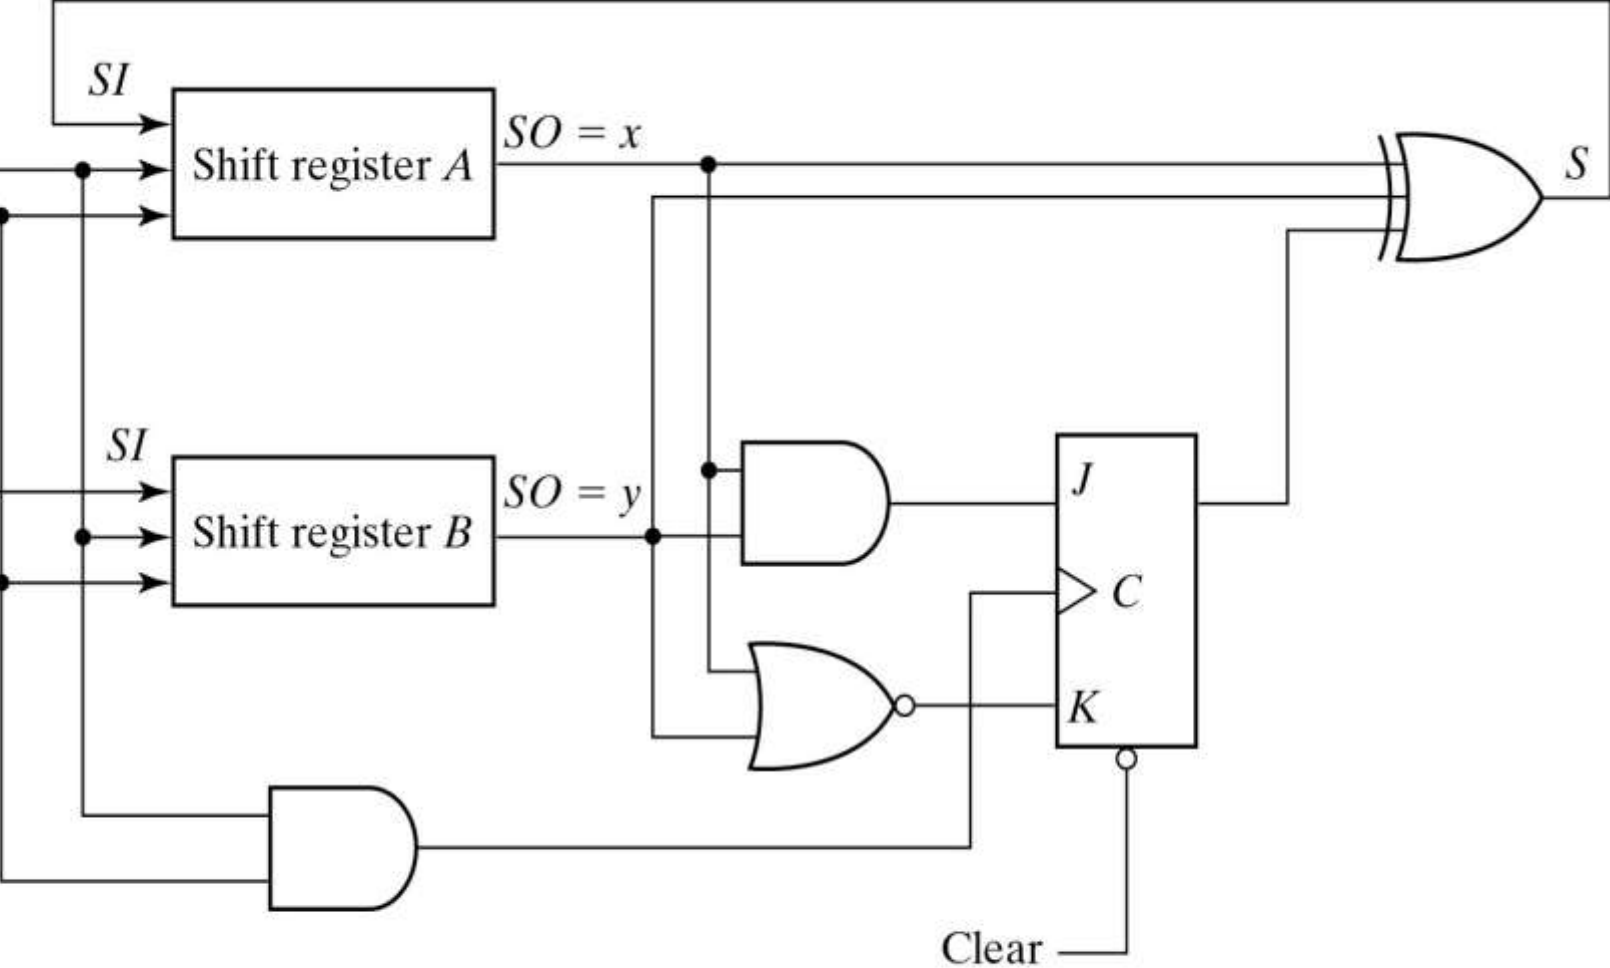 SI
Shift register A
SO = x
S
SI
Shift register B
SO = y
J
C
K
Clear